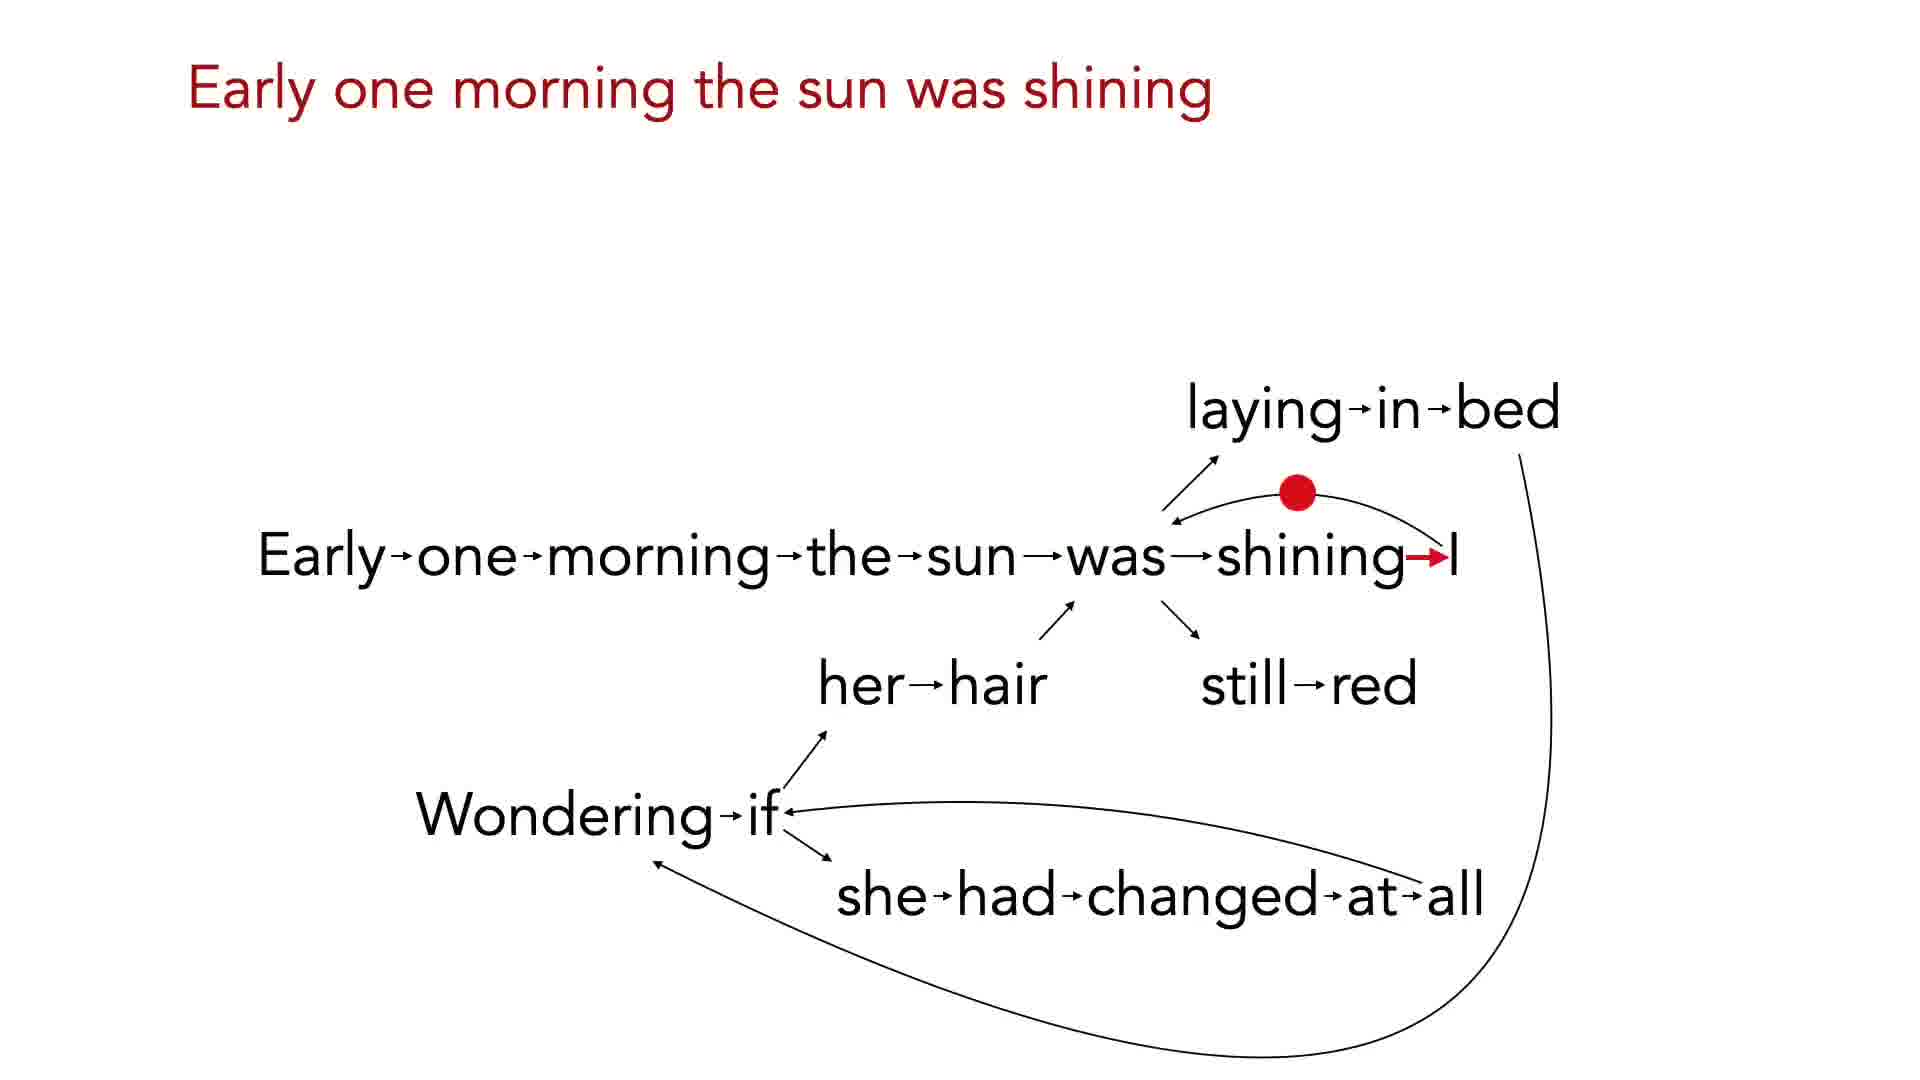 Early one morning the sun was shining
laying in bed
Early one morning the sun was shining I
her hair still red
Wondering if
she had changed at all